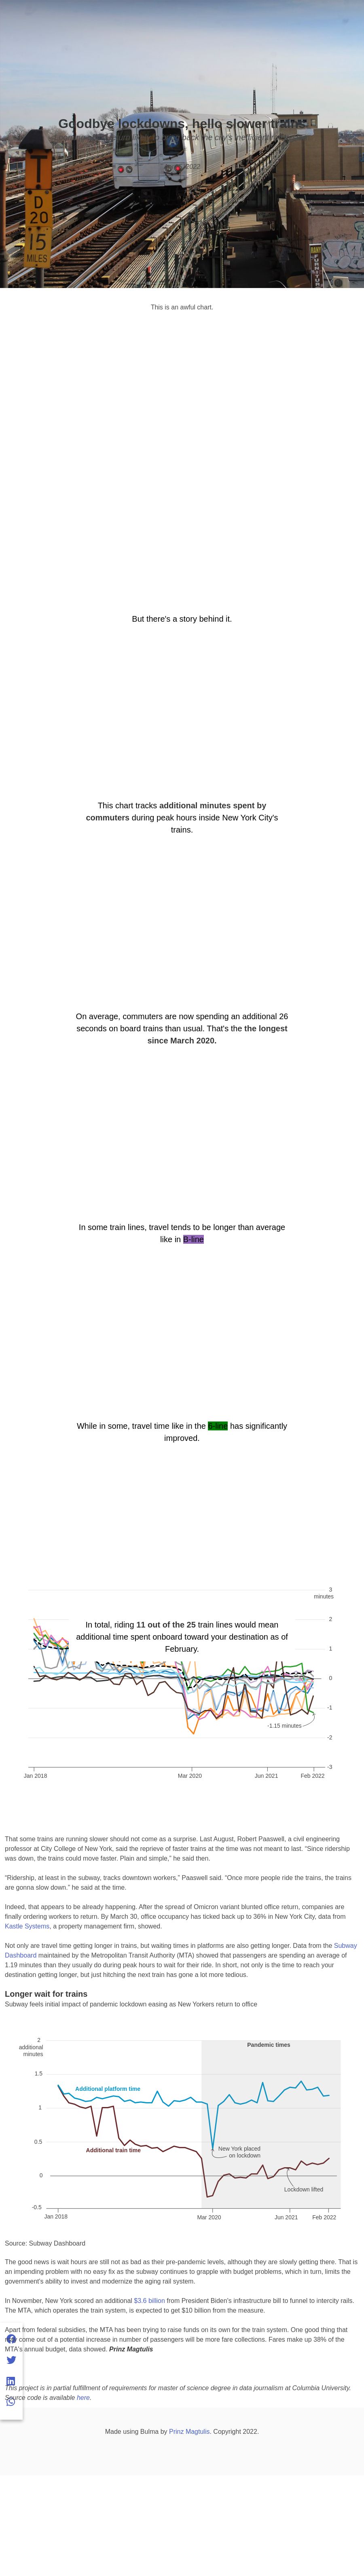 Goodbye lockdowns, hello slower trains
the city's
2022
A
T
D
20
15
MILES
ANT
FURNITUR
This is an awful chart.
But there's a story behind it.
This chart tracks additional minutes spent by
commuters during peak hours inside New York City's
trains.
On average, commuters are now spending an additional 26
seconds on board trains than usual. That's the the longest
since March 2020.
In some train lines, travel tends to be longer than average
like in B-line
While in some, travel time like in the
has significantly
improved.
3
minutes
2
In total, riding 11 out of the 25 train lines would mean
additional time spent onboard toward your destination as of
February.
1
0
-1
-1.15 minutes
-2
-3
Jan 2018
Mar 2020
Jun 2021
Feb 2022
That some trains are running slower should not come as a surprise. Last August, Robert Paaswell, a civil engineering
professor at City College of New York, said the reprieve of faster trains at the time was not meant to last. “Since ridership
was down, the trains could move faster. Plain and simple,” he said then.
“Ridership, at least in the subway, tracks downtown workers,” Paaswell said. “Once more people ride the trains, the trains
are gonna slow down.” he said at the time.
Indeed, that appears to be already happening. After the spread of Omicron variant blunted office return, companies are
finally ordering workers to return. By March 30, office occupancy has ticked back up to 36% in New York City, data from
Kastle Systems, a property management firm, showed.
Not only are travel time getting longer in trains, but waiting times in platforms are also getting longer. Data from the Subway
Dashboard maintained by the Metropolitan Transit Authority (MTA) showed that passengers are spending an average of
1.19 minutes than they usually do during peak hours to wait for their ride. In short, not only is the time to reach your
destination getting longer, but just hitching the next train has gone a lot more tedious.
Longer wait for trains
Subway feels initial impact of pandemic lockdown easing as New Yorkers return to office
2
additional
minutes
Pandemic times
1.5
Additional platform time
1
0.5
Additional train time
New York placed
on lockdown
0
Lockdown lifted
-0.5
Jan 2018
Mar 2020
Jun 2021
Feb 2022
Source: Subway Dashboard
The good news is wait hours are still not as bad as their pre-pandemic levels, although they are slowly getting there. That is
an impending problem with no easy fix as the subway continues to grapple with budget problems, which in turn, limits the
government's ability to invest and modernize the aging rail system.
In November, New York scored an additional $3.6 billion from President Biden's infrastructure bill to funnel to intercity rails.
The MTA, which operates the train system, is expected to get $10 billion from the measure.
Apart from federal subsidies, the MTA has been trying to raise funds on its own for the train system. One good thing that
come out of a potential increase in number of passengers will be more fare collections. Fares make up 38% of the
MTA's annual budget, data showed. Prinz Magtulis
This project is in partial fulfillment of requirements for master of science degree in data journalism at Columbia University.
Source code is available here.
Made using Bulma by Prinz Magtulis. Copyright 2022.